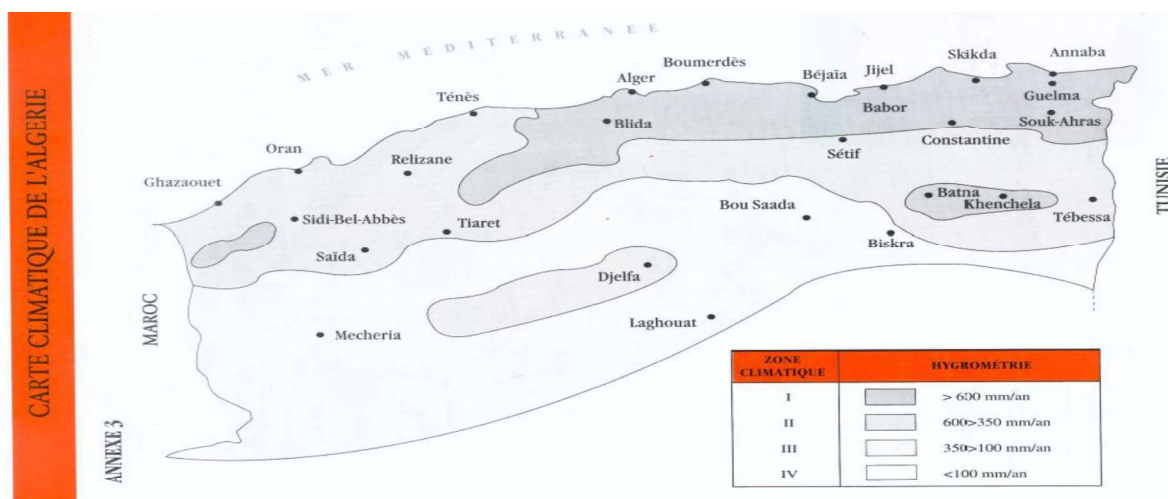 CARTE CLIMATIQUE DE L'ALGERIE
MER MEDITERRANEE
Skikda
Annaba
Boumerdès
Jijel
Alger
Béjaïa
Guelma
Ténès
Babor
Blida
Souk-Ahras
Constantine
Oran
Sétif
Relizane
TUNISIE
Ghazaouet
Batna
Khenchela
Sidi-Bel-Abbès
Bou Saada
Tébessa
Tiaret
Biskra
Saïda
Djelfa
MAROC
Laghouat
Mecheria
ANNEXE 3
ZONE CLIMATIQUE HYGROMÉTRIE
I > 600 mm/an
II 600>350 mm/an
III 350>100 mm/an
IV <100 mm/an